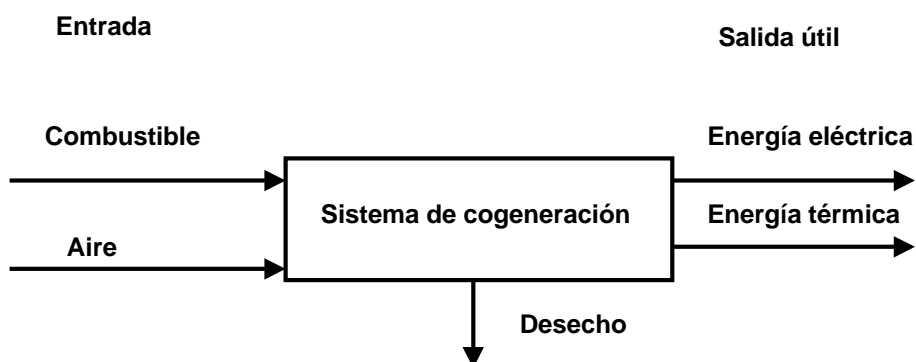 Entrada
Salida útil
Combustible
Energía eléctrica
Sistema de cogeneración
Energía térmica
Aire
Desecho